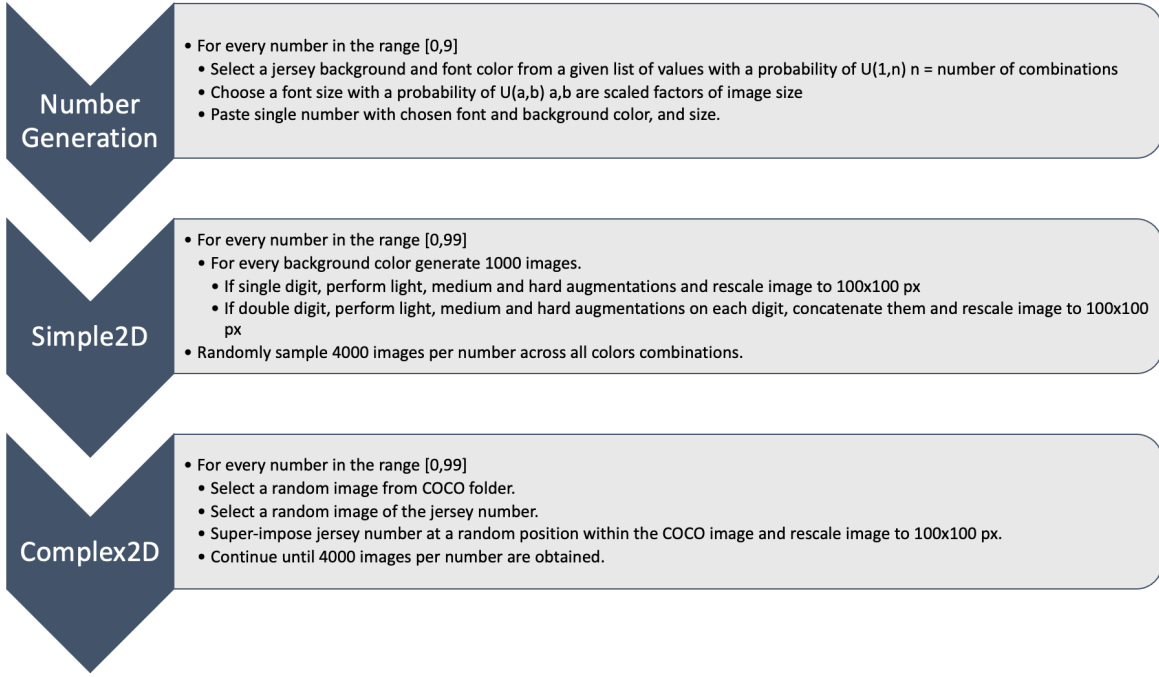 Number
Generation
• For every number in the range [0,9]
• Select a jersey background and font color from a given list of values with a probability of U(1,n) n = number of combinations
• Choose a font size with a probability of U(a,b) a,b are scaled factors of image size
• Paste single number with chosen font and background color, and size.
Simple2D
• For every number in the range [0,99]
• For every background color generate 1000 images.
• If single digit, perform light, medium and hard augmentations and rescale image to 100x100 px
• If double digit, perform light, medium and hard augmentations on each digit, concatenate them and rescale image to 100x100
px
• Randomly sample 4000 images per number across all colors combinations.
Complex2D
• For every number in the range [0,99]
• Select a random image from COCO folder.
• Select a random image of the jersey number.
• Super-impose jersey number at a random position within the COCO image and rescale image to 100x100 px.
• Continue until 4000 images per number are obtained.